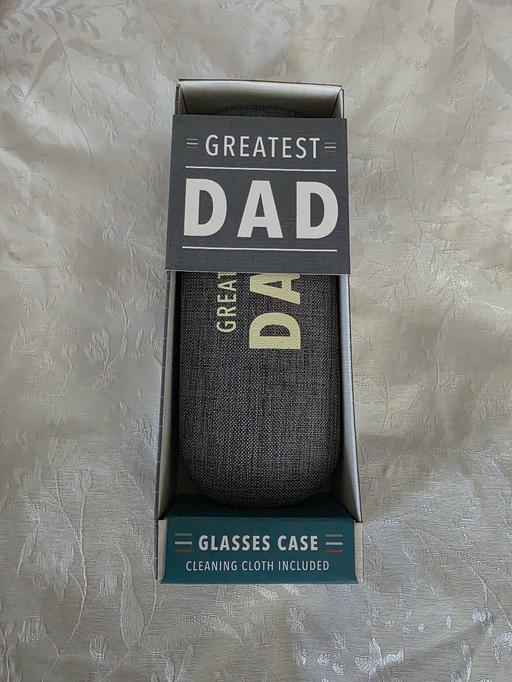 GREATEST
DAD
GREAT
DA
GLASSES CASE
CLEANING CLOTH INCLUDED